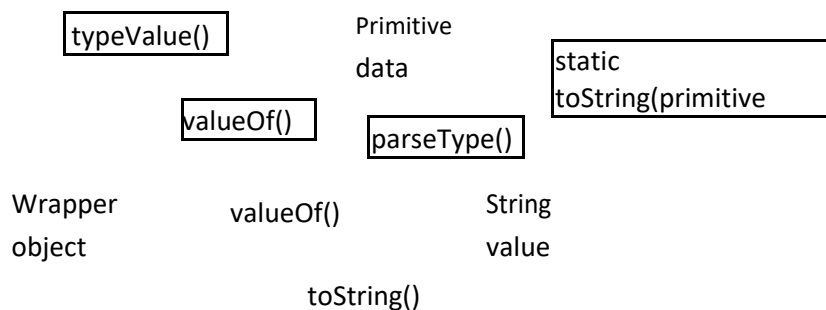 typeValue()
Primitive
data
static
toString(primitive
valueOf()
parseType()
Wrapper
object
valueOf()
String
value
toString()